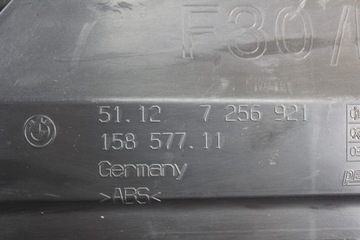 F30/
51.12 7 256 921
158 577.11
Germany
>ABS<